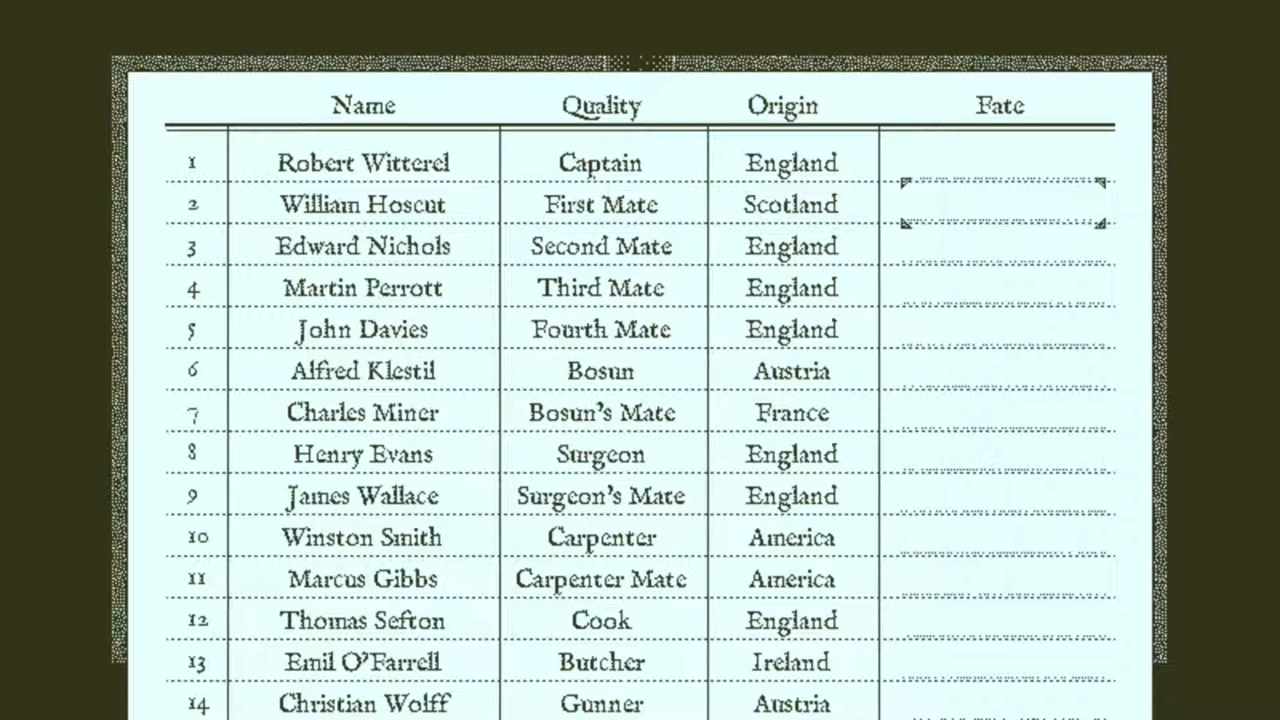 Name Quality Origin Fate
1 Robert Witterel Captain England
2 William Hoscut First Mate Scotland
3 Edward Nichols Second Mate England
4 Martin Perrott Third Mate England
5 John Davies Fourth Mate England
6 Alfred Klestil Bosun Austria
7 Charles Miner Bosun's Mate France
8 Henry Evans Surgeon England
9 James Wallace Surgeon's Mate England
10 Winston Smith Carpenter America
11 Marcus Gibbs Carpenter Mate America
12 Thomas Sefton Cook England
13 Emil O'Farrell Butcher Ireland
14 Christian Wolff Gunner Austria